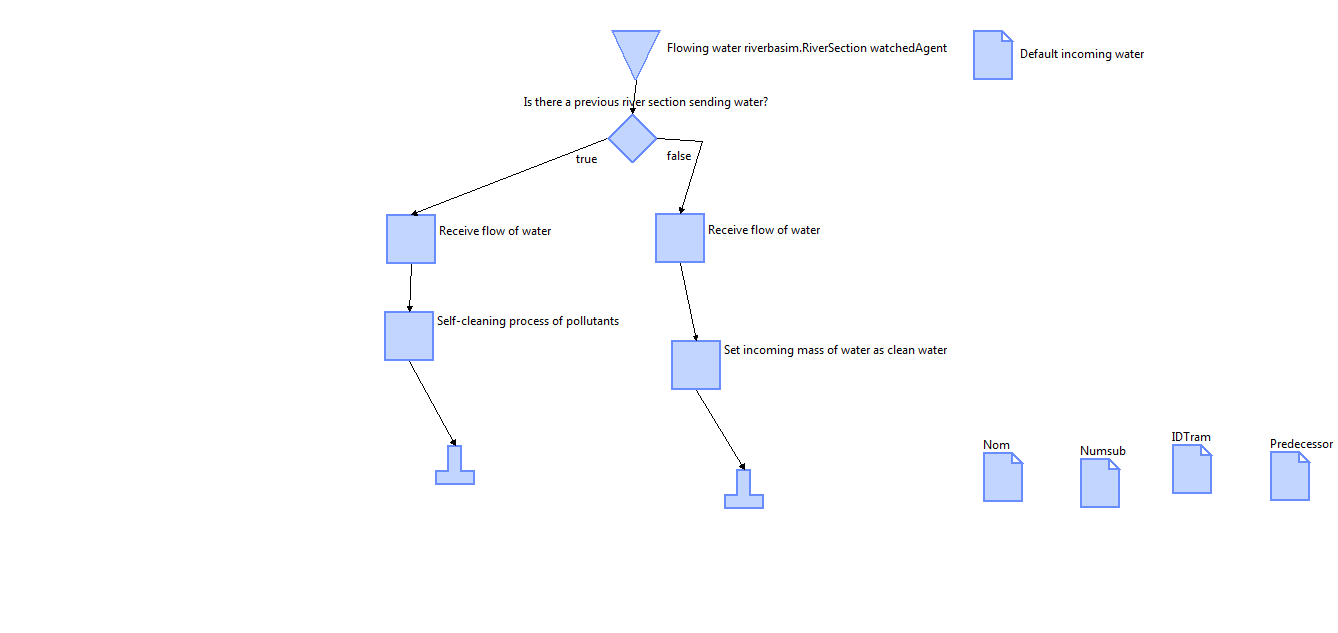 Flowing water riverbasim.RiverSection watchedAgent
Default incoming water
Is there a previous river section sending water?
true
false
Receive flow of water
Receive flow of water
Self-cleaning process of pollutants
Set incoming mass of water as clean water
Nom
Numsub
IDTram
Predecessor